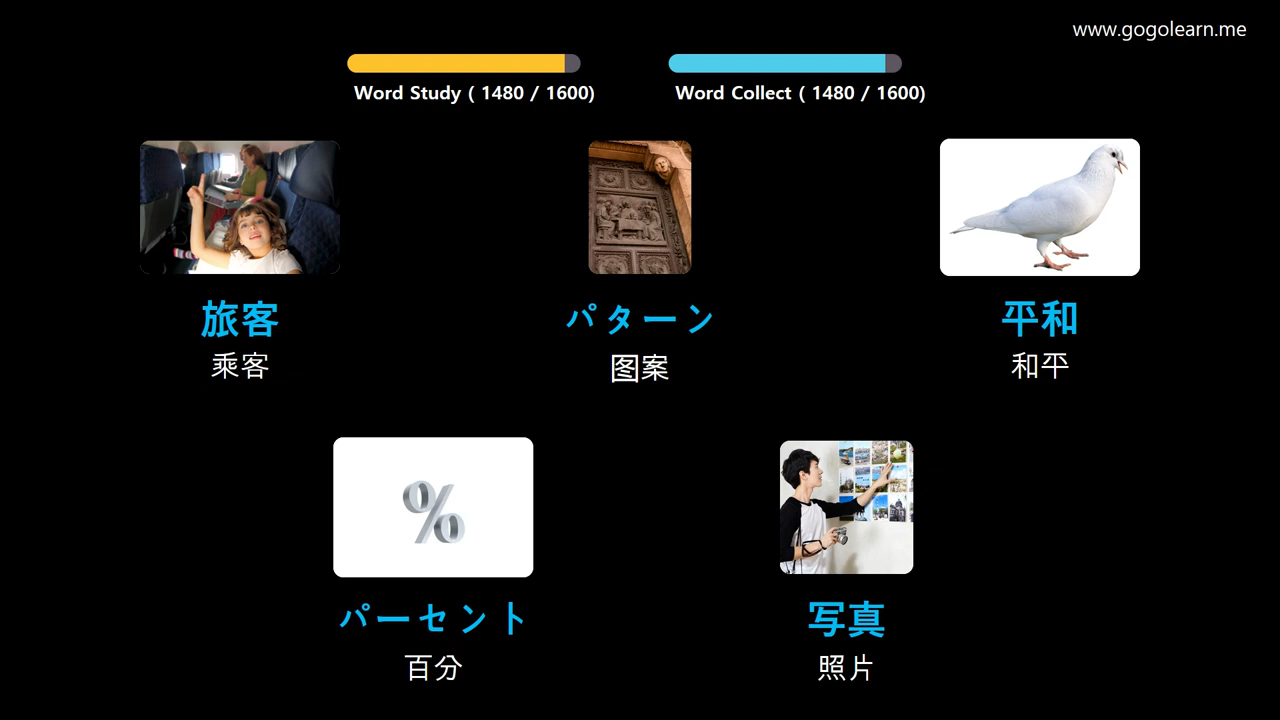 www.gogolearn.me
Word Study ( 1480 / 1600)
Word Collect ( 1480 / 1600)
旅客
乘客
パターン
图案
平和
和平
%
パーセント
百分
写真
照片